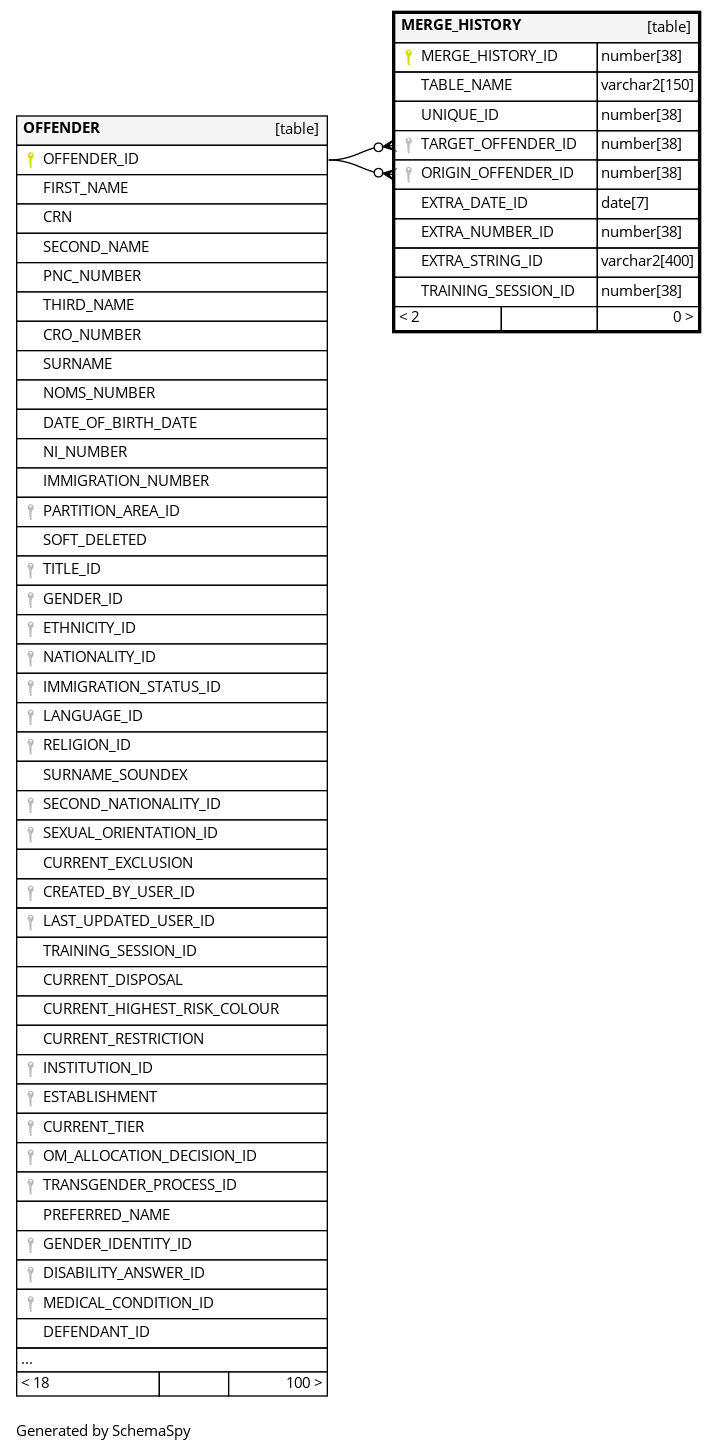 MERGE_HISTORY [table]
MERGE_HISTORY_ID number[38]
TABLE_NAME varchar2[150]
UNIQUE_ID number[38]
TARGET_OFFENDER_ID number[38]
ORIGIN_OFFENDER_ID number[38]
EXTRA_DATE_ID date[7]
EXTRA_NUMBER_ID number[38]
EXTRA_STRING_ID varchar2[400]
TRAINING_SESSION_ID number[38]
< 2 0 >
OFFENDER [table]
OFFENDER_ID
FIRST_NAME
CRN
SECOND_NAME
PNC_NUMBER
THIRD_NAME
CRO_NUMBER
SURNAME
NOMS_NUMBER
DATE_OF_BIRTH_DATE
NI_NUMBER
IMMIGRATION_NUMBER
PARTITION_AREA_ID
SOFT_DELETED
TITLE_ID
GENDER_ID
ETHNICITY_ID
NATIONALITY_ID
IMMIGRATION_STATUS_ID
LANGUAGE_ID
RELIGION_ID
SURNAME_SOUNDEX
SECOND_NATIONALITY_ID
SEXUAL_ORIENTATION_ID
CURRENT_EXCLUSION
CREATED_BY_USER_ID
LAST_UPDATED_USER_ID
TRAINING_SESSION_ID
CURRENT_DISPOSAL
CURRENT_HIGHEST_RISK_COLOUR
CURRENT_RESTRICTION
INSTITUTION_ID
ESTABLISHMENT
CURRENT_TIER
OM_ALLOCATION_DECISION_ID
TRANSGENDER_PROCESS_ID
PREFERRED_NAME
GENDER_IDENTITY_ID
DISABILITY_ANSWER_ID
MEDICAL_CONDITION_ID
DEFENDANT_ID
...
< 18 100 >
Generated by SchemaSpy